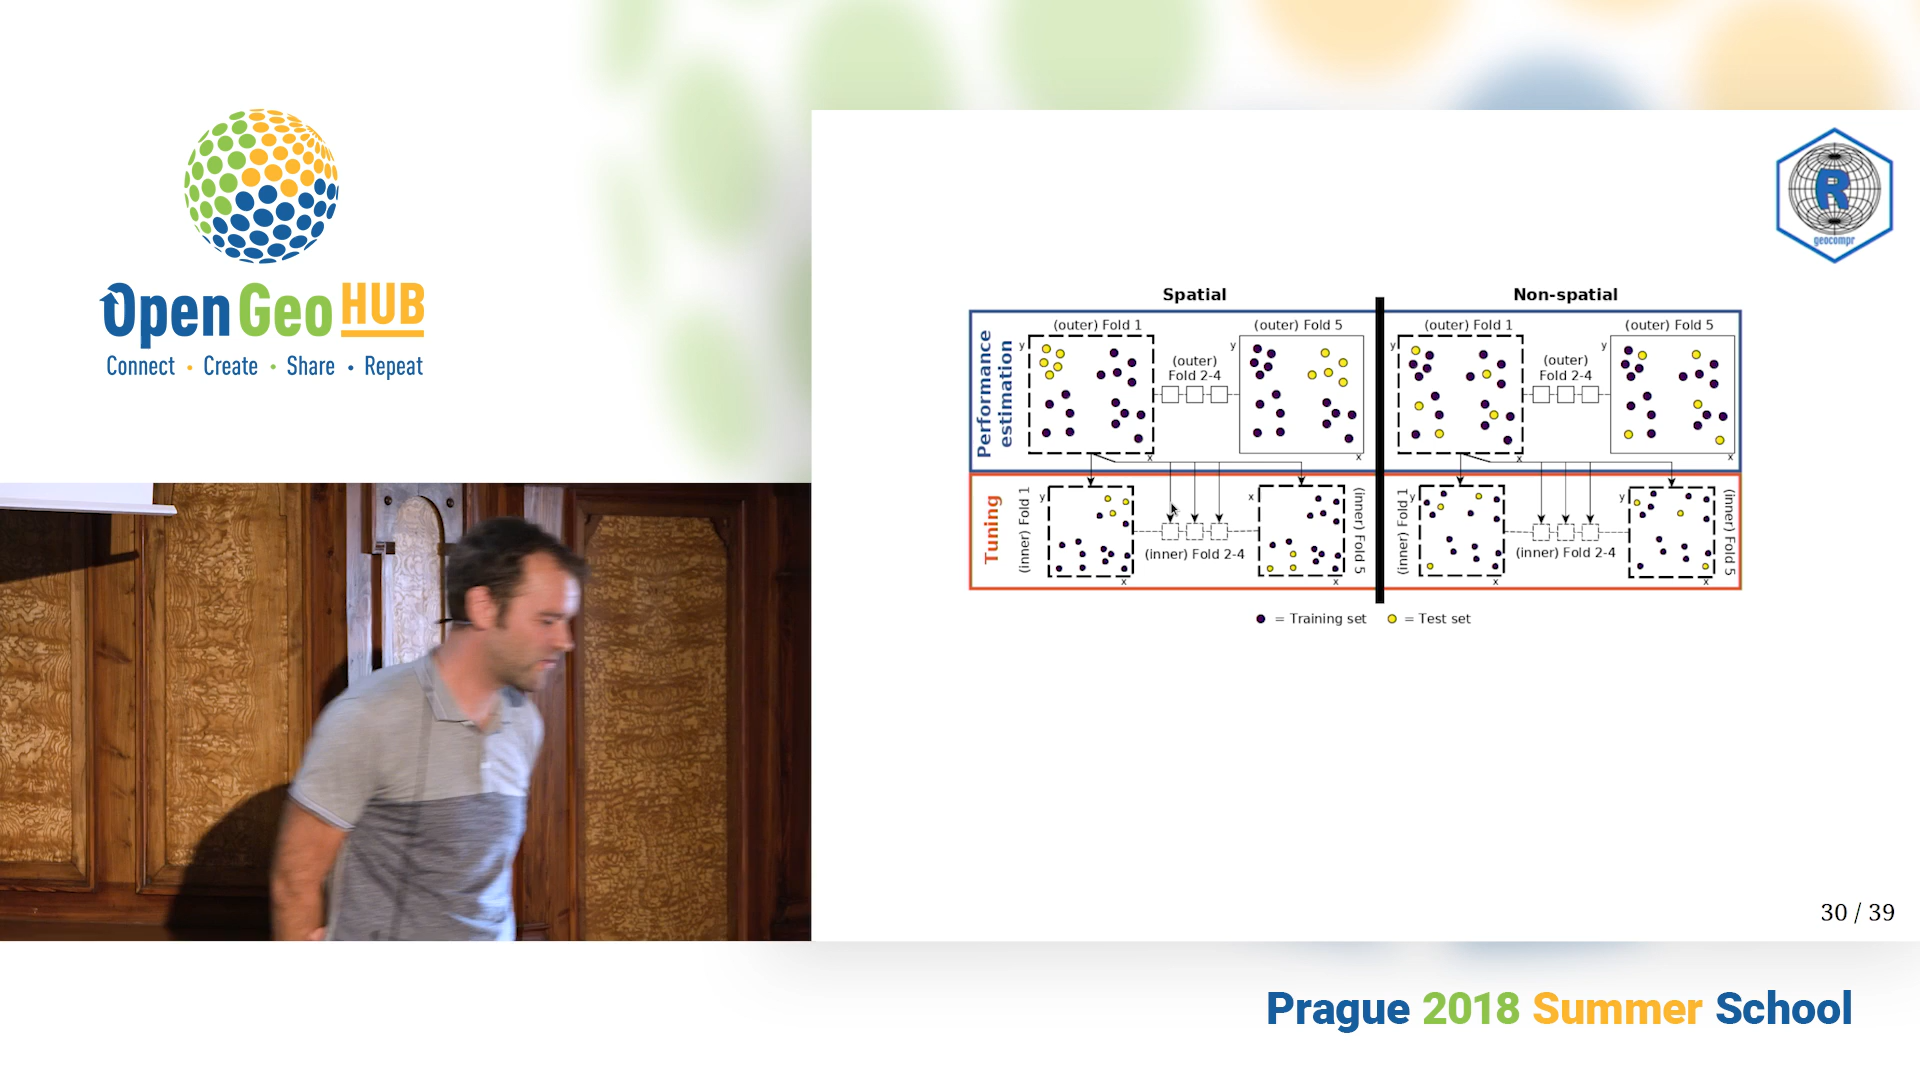 Open Geo HUB
Connect • Create • Share • Repeat
R
geocompr
Spatial
Non-spatial
Performance
estimation
(outer) Fold 1
y
x
(outer)
Fold 2-4
(outer) Fold 5
y
x
(outer) Fold 1
y
x
(outer)
Fold 2-4
(outer) Fold 5
y
x
Tuning
(inner) Fold 1
y
x
(inner) Fold 2-4
x
x
(inner) Fold 5
(inner) Fold 1
y
x
(inner) Fold 2-4
y
x
(inner) Fold 5
= Training set
= Test set
30 / 39
Prague 2018 Summer School